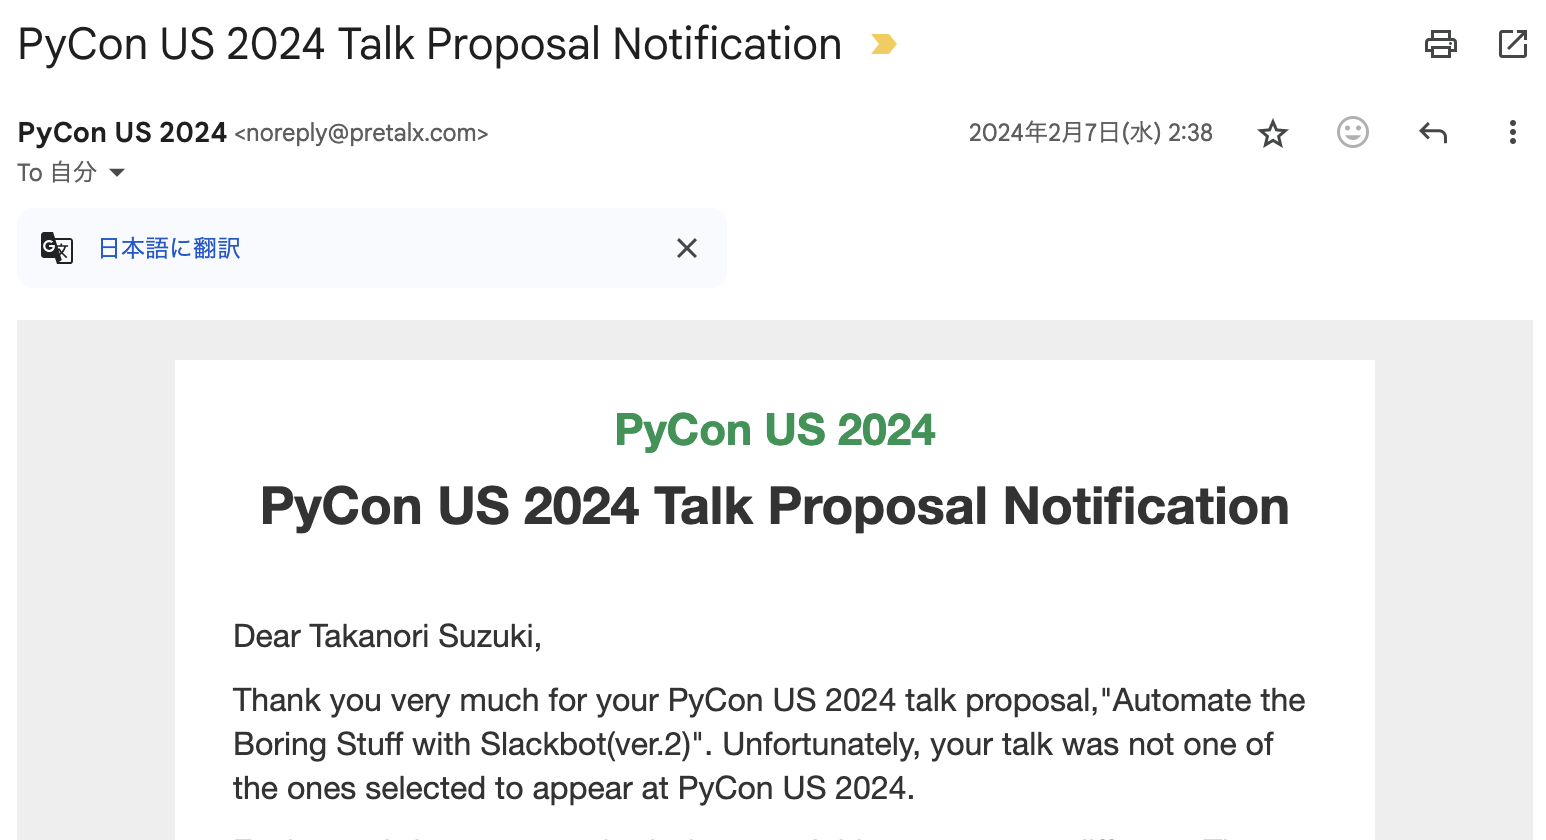 PyCon US 2024 Talk Proposal Notification
PyCon US 2024 <noreply@pretalx.com>
2024年2月7日(水) 2:38
To 自分
日本語に翻訳
PyCon US 2024
PyCon US 2024 Talk Proposal Notification
Dear Takanori Suzuki,
Thank you very much for your PyCon US 2024 talk proposal,"Automate the
Boring Stuff with Slackbot(ver.2)". Unfortunately, your talk was not one of
the ones selected to appear at PyCon US 2024.